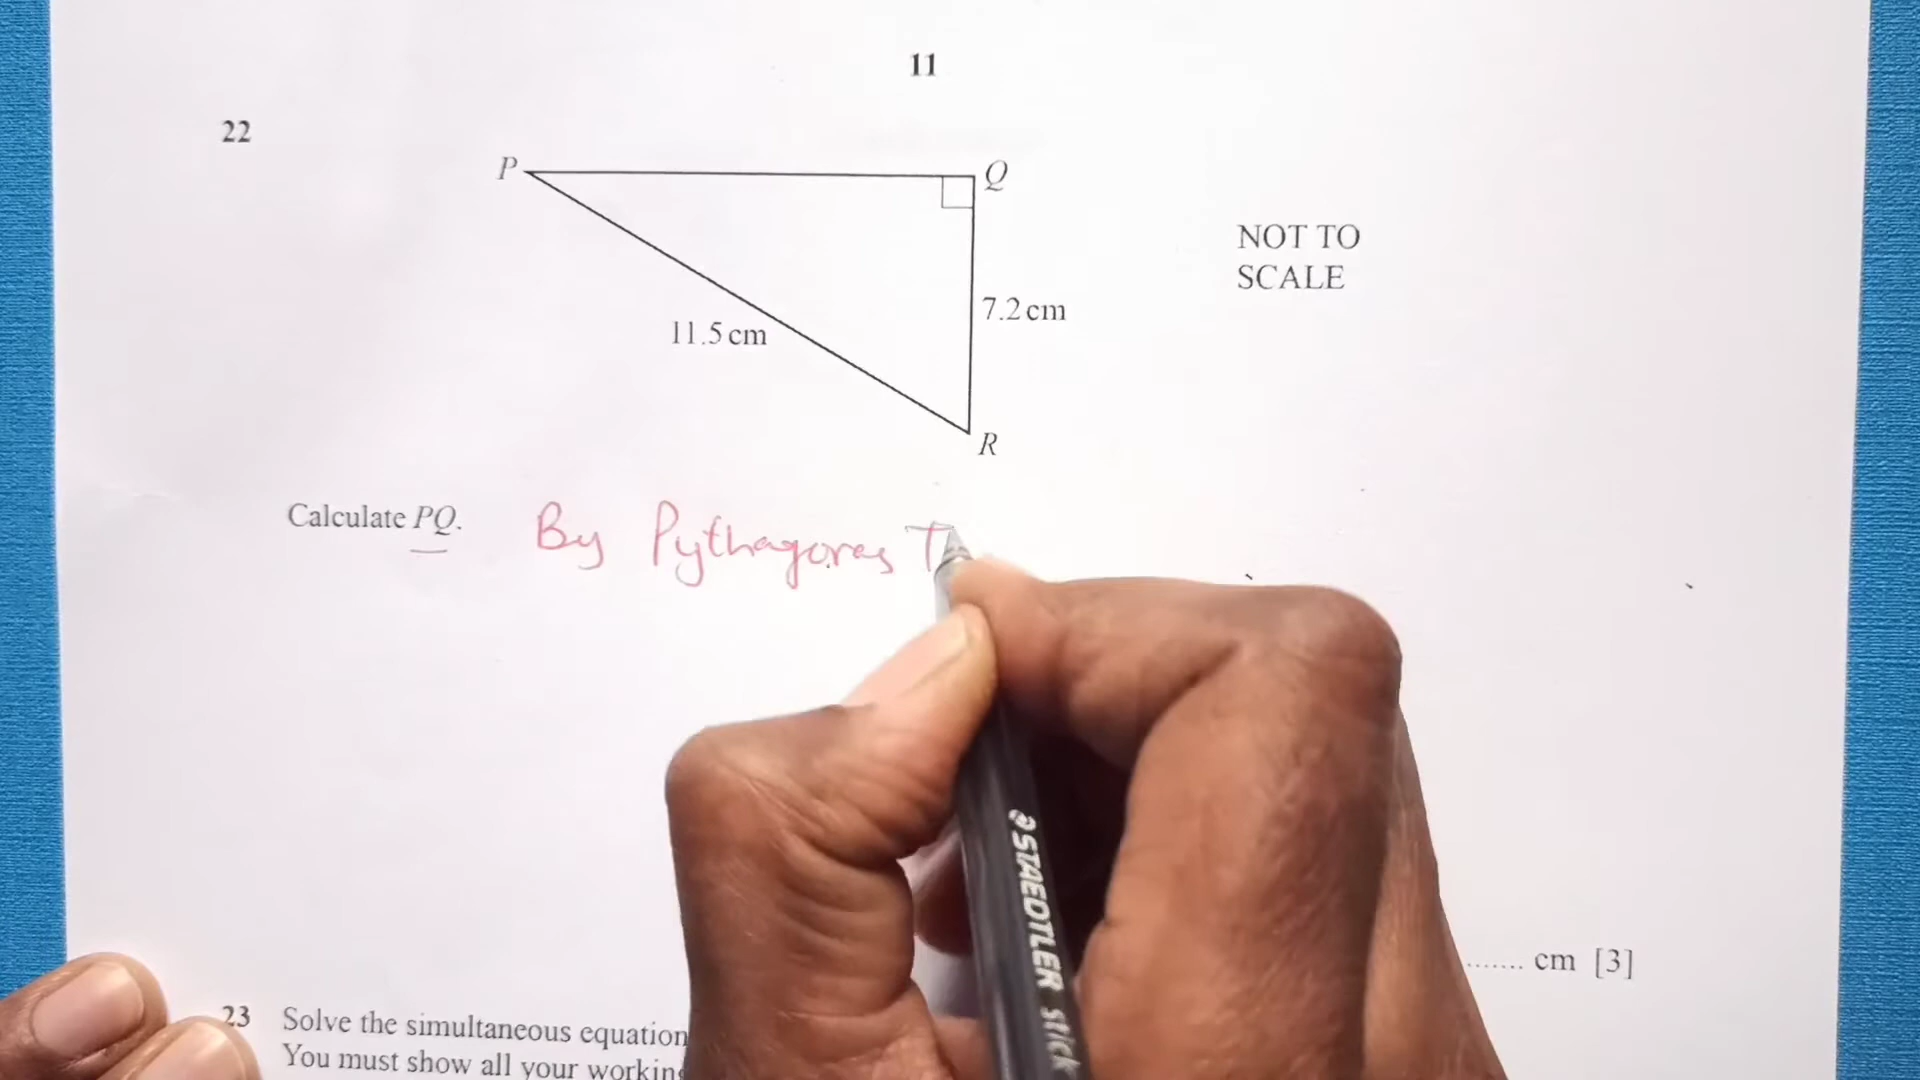 11
22
P
Q
NOT TO
SCALE
7.2 cm
11.5 cm
R
Calculate PQ.
By Pythagoras T
....... cm [3]
23 Solve the simultaneous equation
You must show all your working
STAEDTLER stick